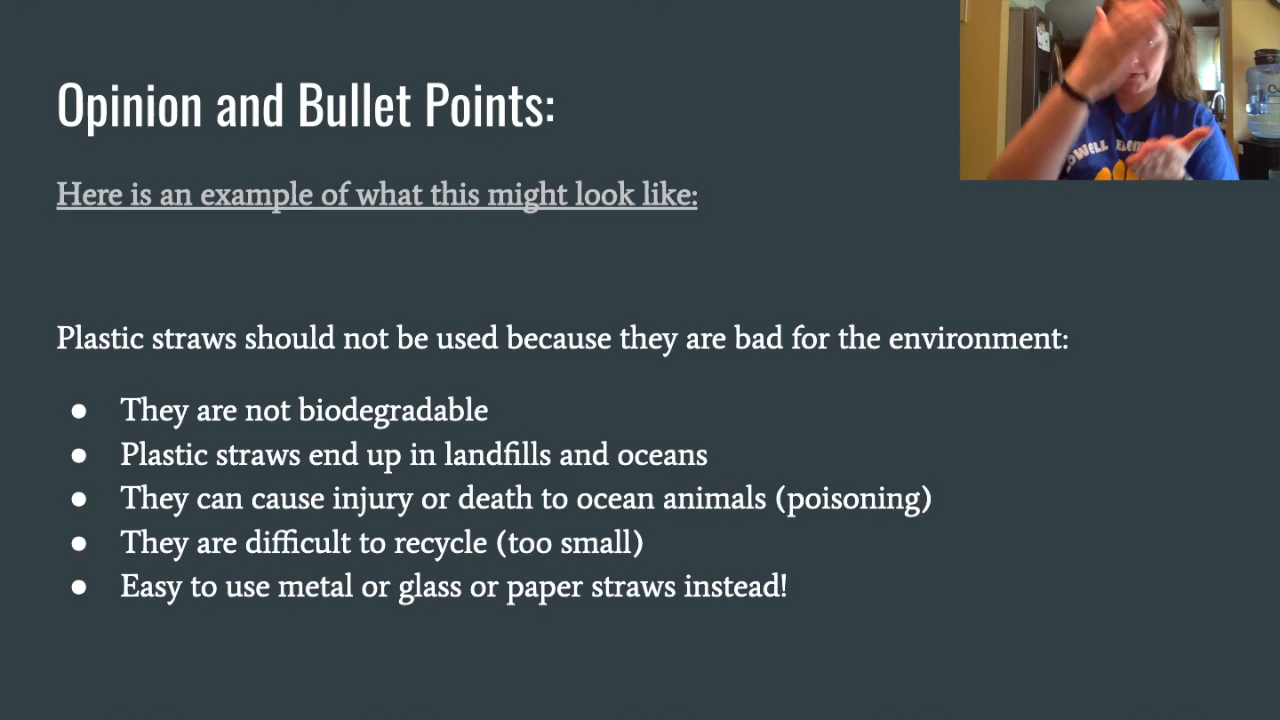 Opinion and Bullet Points:
Here is an example of what this might look like:
Plastic straws should not be used because they are bad for the environment:
● They are not biodegradable
● Plastic straws end up in landfills and oceans
● They can cause injury or death to ocean animals (poisoning)
● They are difficult to recycle (too small)
● Easy to use metal or glass or paper straws instead!